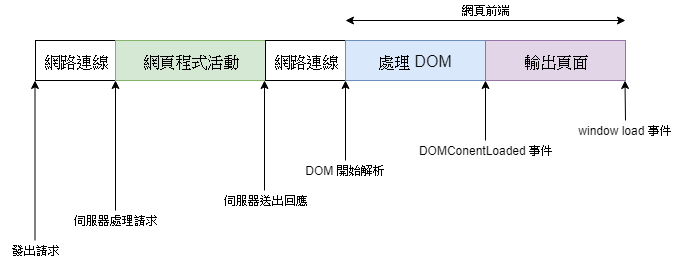 網頁前端
網路連線
網頁程式活動
網路連線
處理 DOM
輸出頁面
window load 事件
DOMConentLoaded 事件
DOM 開始解析
伺服器送出回應
伺服器處理請求
發出請求